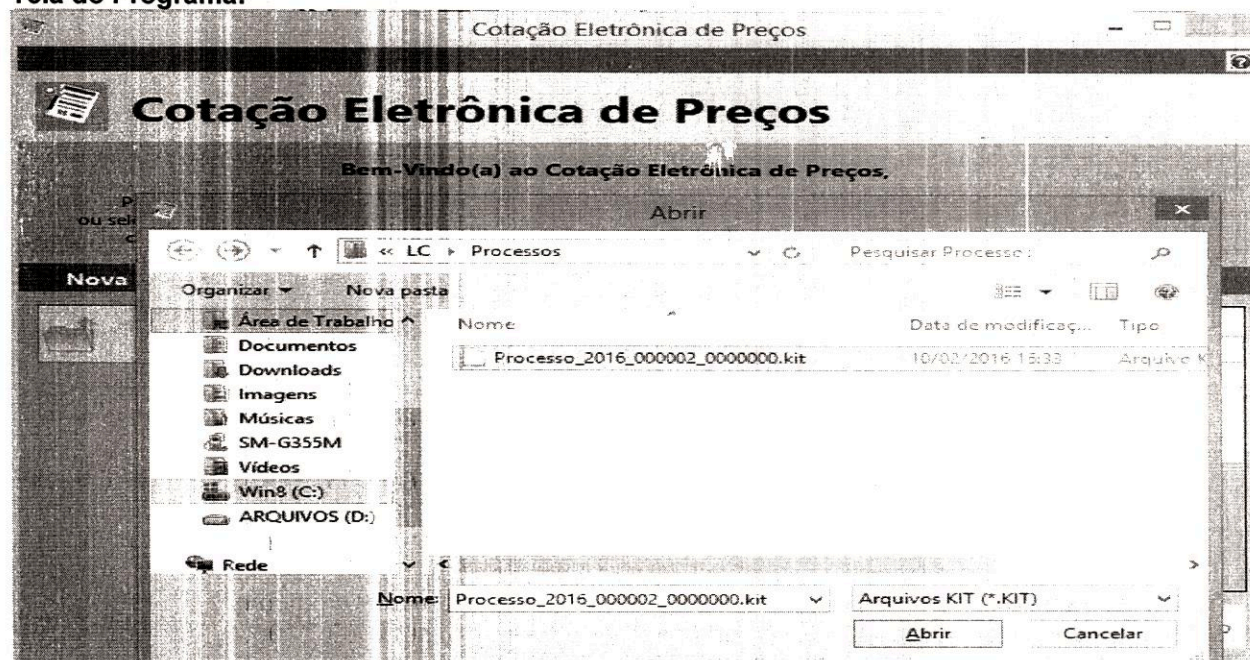 Tela do Programa:
Cotação Eletrônica de Preços
Cotação Eletrônica de Preços
Bem-Vindo(a) ao Cotação Eletrônica de Preços,
P
ou sel
c
Abrir
Nova
« LC ▸ Processos
Pesquisar Processo:
Organizar
Nova pasta
Área de Trabalho
Nome
Data de modificaç...
Tipo
Documentos
Processo_2016_000002_0000000.kit
10/02/2016 15:33
Arquivo K
Downloads
Imagens
Músicas
SM-G355M
Vídeos
Win8 (C:)
ARQUIVOS (D:)
Rede
Nome:
Processo_2016_000002_0000000.kit
Arquivos KIT (*.KIT)
Abrir
Cancelar